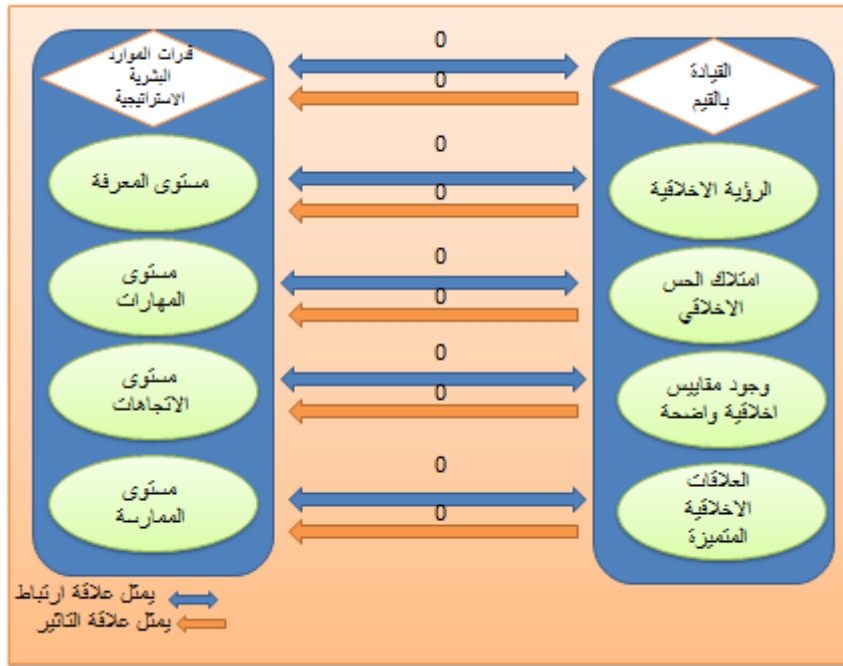 القيادة
بالقيم
الرؤية الاخلاقية
امتلاك الحس
الاخلاقي
وجود مقاييس
اخلاقية واضحة
العلاقات
الاخلاقية
المتميزة
0
0
0
0
0
0
0
0
0
0
قدرات الموارد
البشرية
الاستراتيجية
مستوى المعرفة
مستوى
المهارات
مستوى
الاتجاهات
مستوى
الممارسة
يمثل علاقة ارتباط
يمثل علاقة التاثير